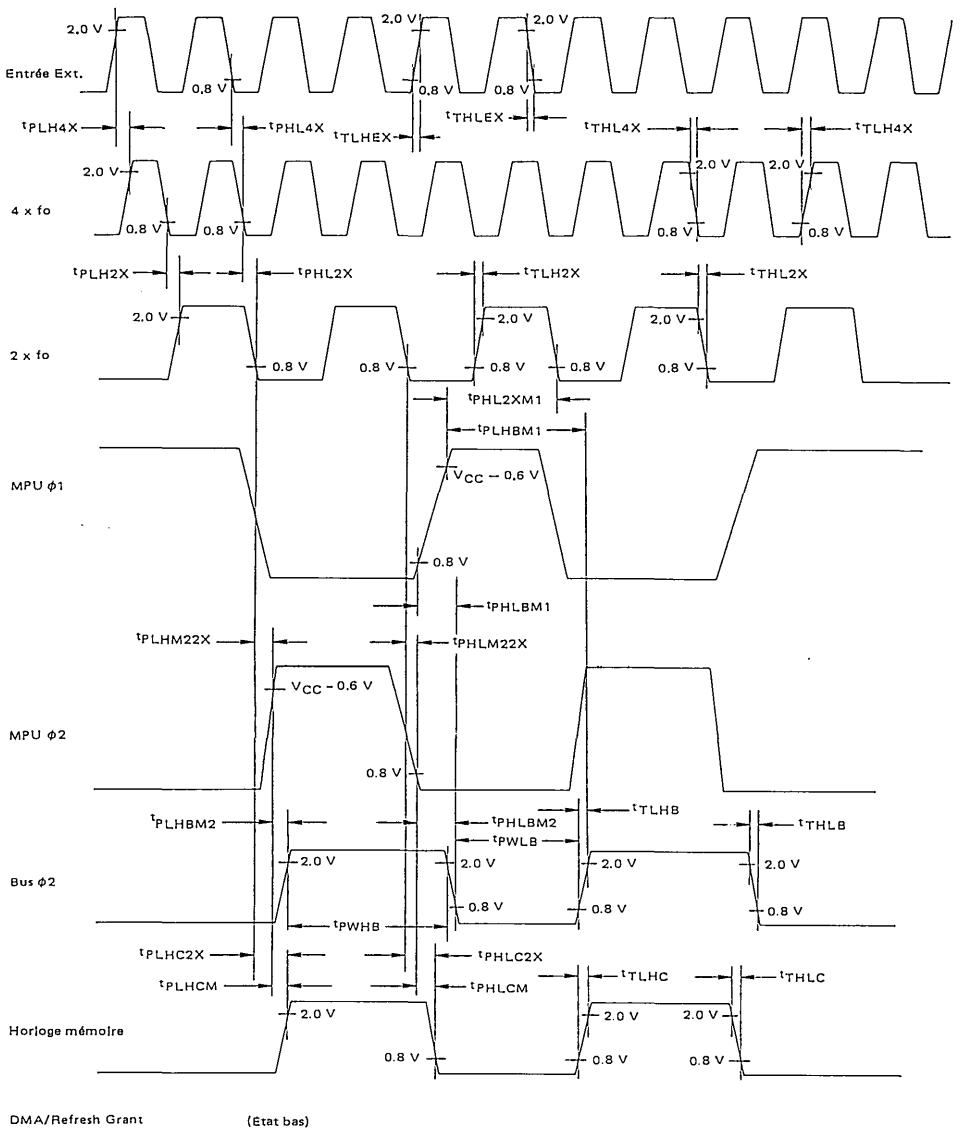 2.0 V
Entrée Ext.
0.8 V
0.8 V
0.8 V
tPLH4X
tPHL4X
tTLHEX
tTHLEX
tTHL4X
tTLH4X
2.0 V
2.0 V
2.0 V
4 x fo
0.8 V
0.8 V
0.8 V
0.8 V
tPLH2X
tPHL2X
tTLH2X
tTHL2X
2.0 V
2.0 V
2.0 V
2 x fo
0.8 V
0.8 V
0.8 V
0.8 V
0.8 V
tPHL2XM1
tPLHBM1
VCC – 0,6 V
MPU ϕ1
0.8 V
tPHLBM1
tPLHM22X
tPHLM22X
VCC – 0.6 V
MPU ϕ2
0.8 V
tPLHBM2
tPHLBM2
tTLHB
tTHLB
tPWLB
2.0 V
2.0 V
2.0 V
2.0 V
Bus ϕ2
0.8 V
0.8 V
0.8 V
tPWHB
tPLHC2X
tPHLC2X
tPLHCM
tPHLCM
tTLHC
tTHLC
2.0 V
2.0 V
2.0 V
Horloge mémoire
0.8 V
0.8 V
0.8 V
DMA/Refresh Grant (Etat bas)